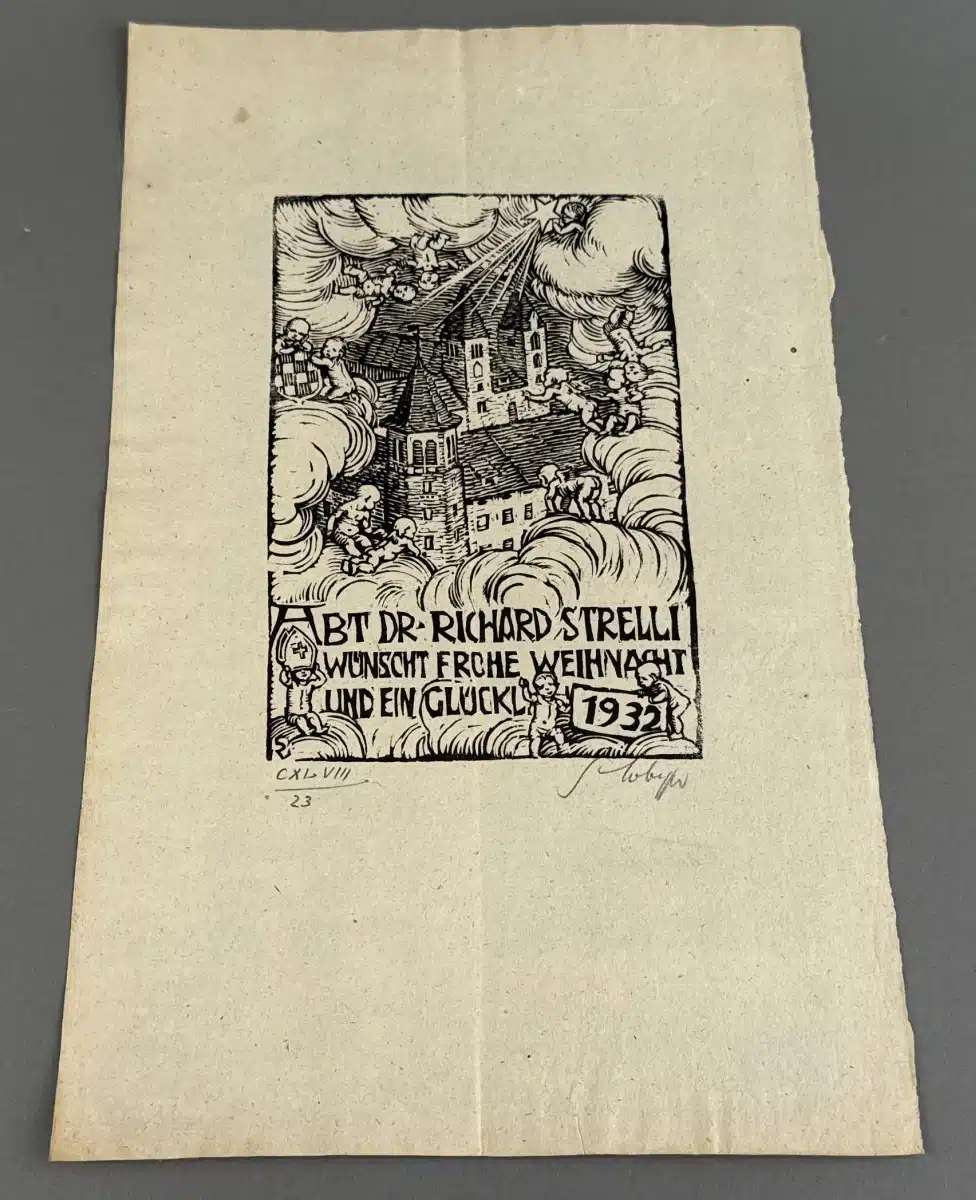 ABT DR. RICHARD STRELLI
WÜNSCHT FROHE WEIHNACHT
UND EIN GLÜCKL.
1932
CXLVIII
23